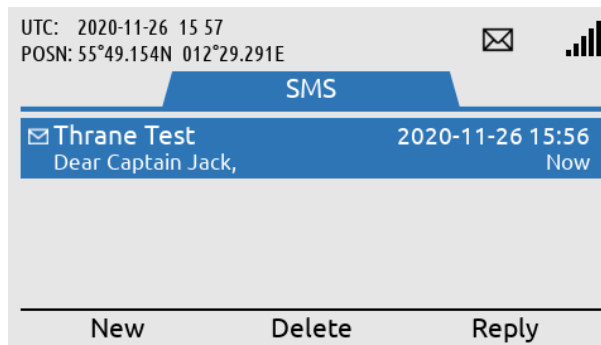 UTC: 2020-11-26 15 57
POSN: 55°49.154N 012°29.291E
SMS
Thrane Test 2020-11-26 15:56
Dear Captain Jack, Now
New Delete Reply